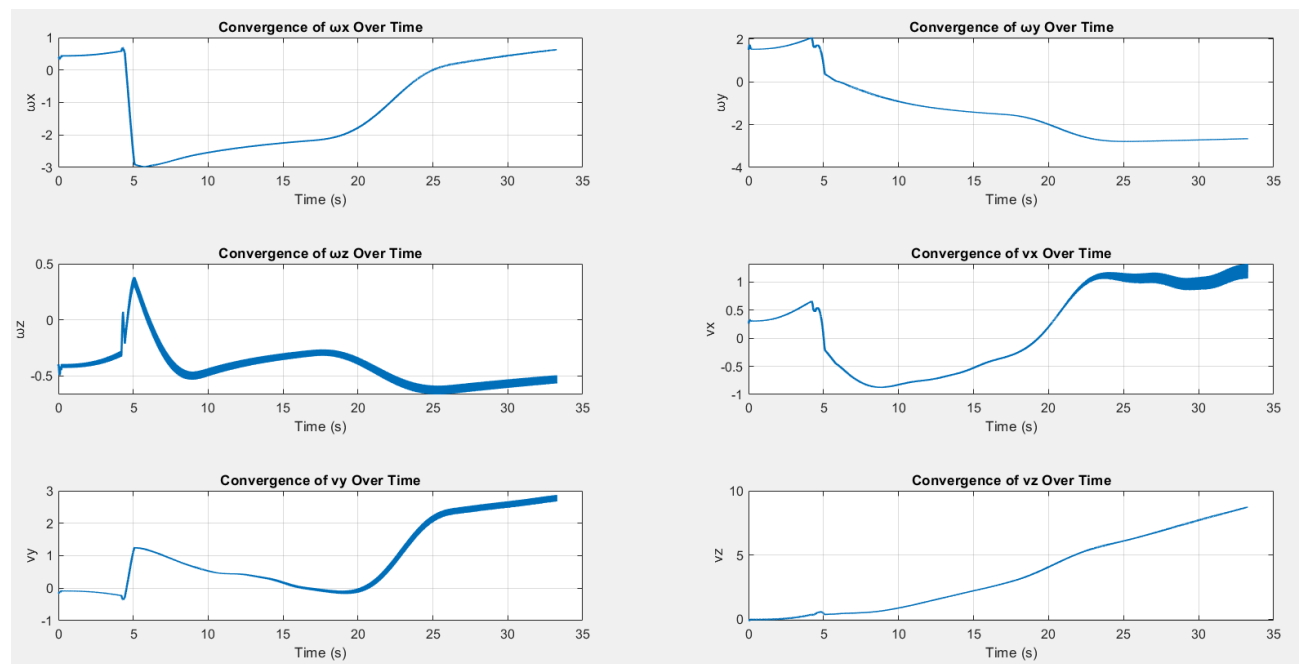 Convergence of ωx Over Time
1
0
-1
-2
-3
ωx
0 5 10 15 20 25 30 35
Time (s)
Convergence of ωy Over Time
2
0
-2
-4
ωy
0 5 10 15 20 25 30 35
Time (s)
Convergence of ωz Over Time
0.5
0
-0.5
ωz
0 5 10 15 20 25 30 35
Time (s)
Convergence of vx Over Time
1
0.5
0
-0.5
-1
vx
0 5 10 15 20 25 30 35
Time (s)
Convergence of vy Over Time
3
2
1
0
-1
vy
0 5 10 15 20 25 30 35
Time (s)
Convergence of vz Over Time
10
5
0
vz
0 5 10 15 20 25 30 35
Time (s)